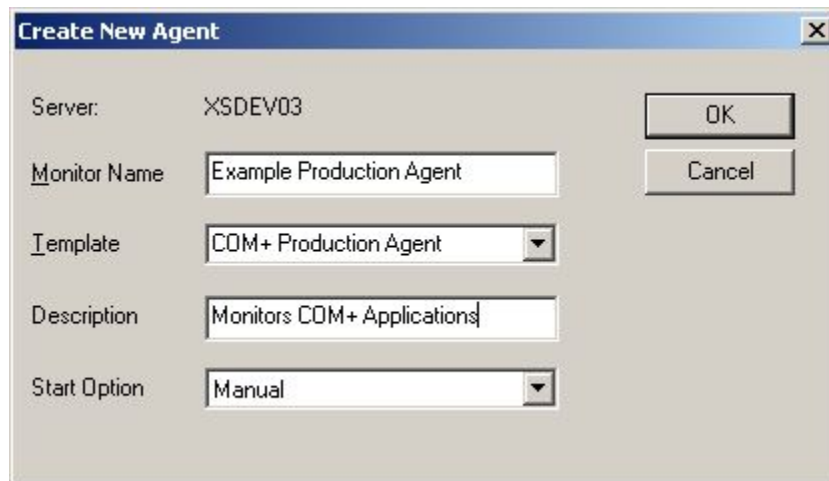 Create New Agent
Server: XSDEV03
OK
Monitor Name Example Production Agent
Cancel
Template COM+ Production Agent
Description Monitors COM+ Applications
Start Option Manual